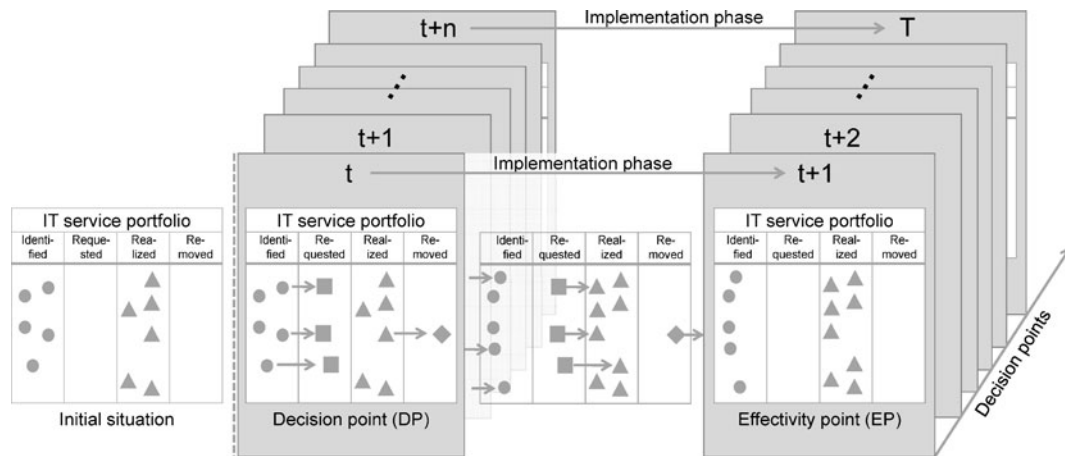 t+n
Implementation phase
T
t+1
t+2
t
Implementation phase
t+1
IT service portfolio
Identi-
fied
Reque-
sted
Rea-
lized
Re-
moved
Initial situation
IT service portfolio
Identi-
fied
Re-
quested
Real-
ized
Re-
moved
Decision point (DP)
Identi-
fied
Re-
quested
Real-
ized
Re-
moved
IT service portfolio
Identi-
fied
Re-
quested
Real-
ized
Re-
moved
Effectivity point (EP)
Decision points